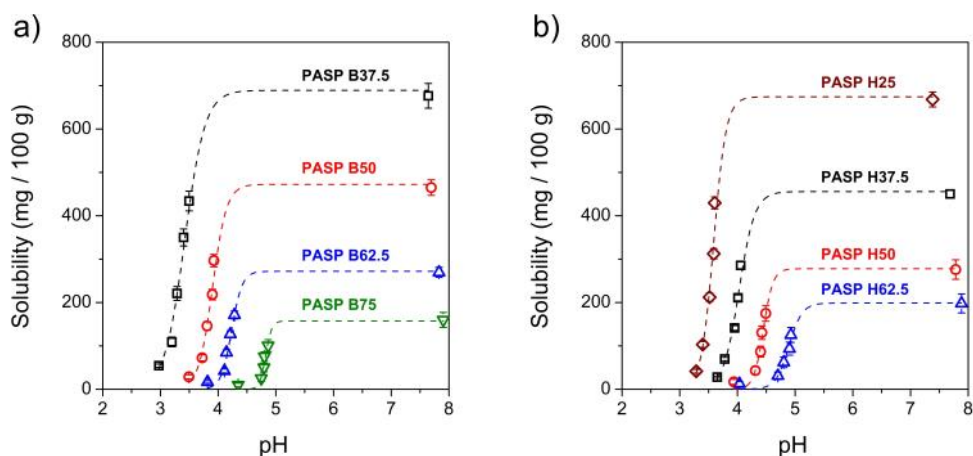 a)
800
600
400
200
0
Solubility (mg / 100 g)
PASP B37.5
PASP B50
PASP B62.5
PASP B75
2 3 4 5 6 7 8
pH
b)
800
600
400
200
0
Solubility (mg / 100 g)
PASP H25
PASP H37.5
PASP H50
PASP H62.5
2 3 4 5 6 7 8
pH